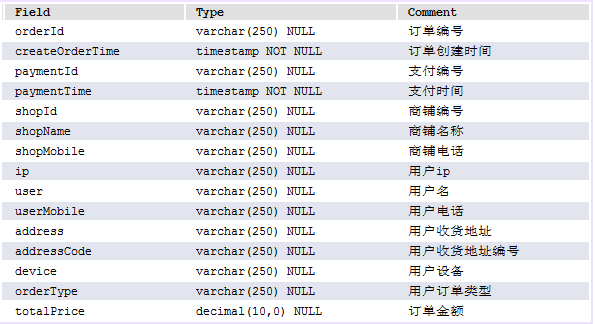 Field Type Comment
orderId varchar(250) NULL 订单编号
createOrderTime timestamp NOT NULL 订单创建时间
paymentId varchar(250) NULL 支付编号
paymentTime timestamp NOT NULL 支付时间
shopId varchar(250) NULL 商铺编号
shopName varchar(250) NULL 商铺名称
shopMobile varchar(250) NULL 商铺电话
ip varchar(250) NULL 用户ip
user varchar(250) NULL 用户名
userMobile varchar(250) NULL 用户电话
address varchar(250) NULL 用户收货地址
addressCode varchar(250) NULL 用户收货地址编号
device varchar(250) NULL 用户设备
orderType varchar(250) NULL 用户订单类型
totalPrice decimal(10,0) NULL 订单金额